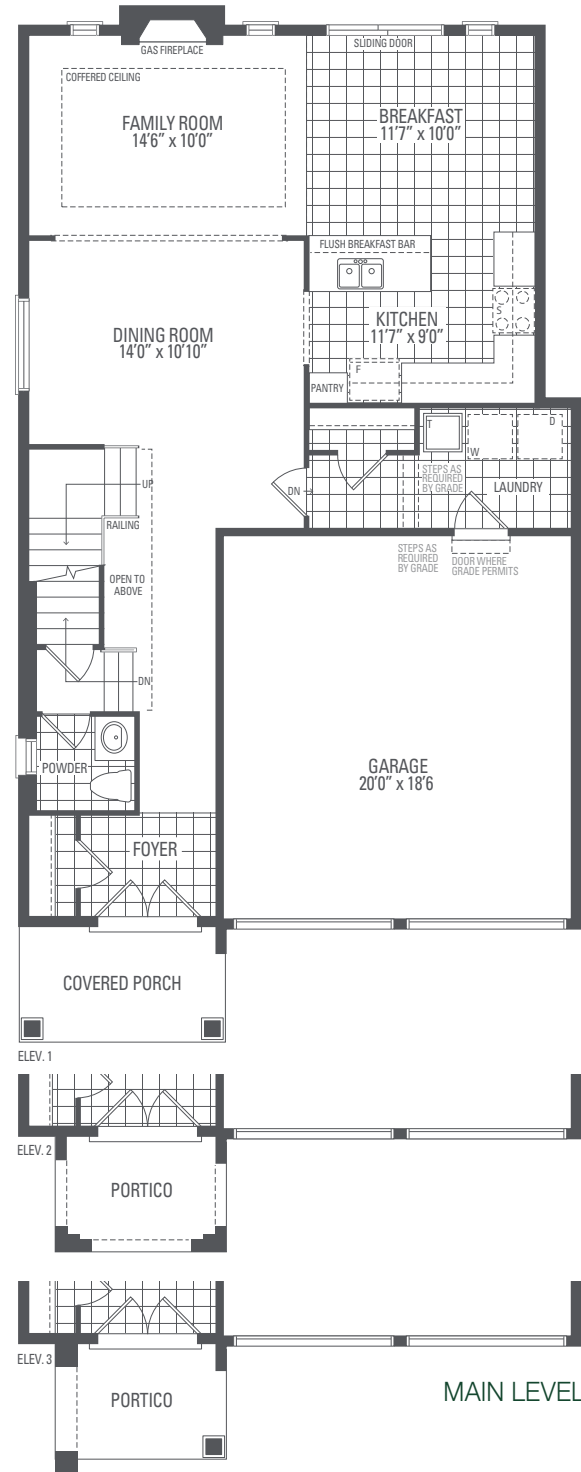 GAS FIREPLACE
SLIDING DOOR
COFFERED CEILING
FAMILY ROOM
14'6" x 10'0"
BREAKFAST
11'7" x 10'0"
FLUSH BREAKFAST BAR
DINING ROOM
14'0" x 10'10"
KITCHEN
11'7" x 9'0"
S
F
PANTRY
T
W
D
STEPS AS
REQUIRED
BY GRADE
LAUNDRY
DN
UP
RAILING
OPEN TO
ABOVE
STEPS AS
REQUIRED
BY GRADE
DOOR WHERE
GRADE PERMITS
DN
POWDER
GARAGE
20'0" x 18'6
FOYER
COVERED PORCH
ELEV. 1
ELEV. 2
PORTICO
ELEV. 3
PORTICO
MAIN LEVEL